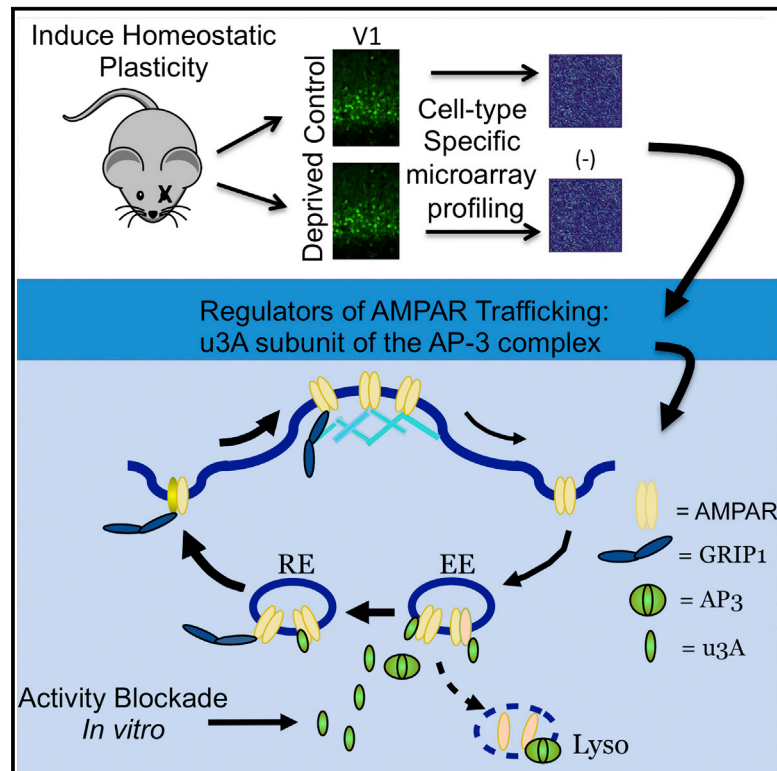 Induce Homeostatic
Plasticity
V1
Control
Deprived
Cell-type
Specific
microarray
profiling
(-)
X
Regulators of AMPAR Trafficking:
u3A subunit of the AP-3 complex
RE
EE
= AMPAR
= GRIP1
= AP3
= u3A
Activity Blockade
In vitro
Lyso